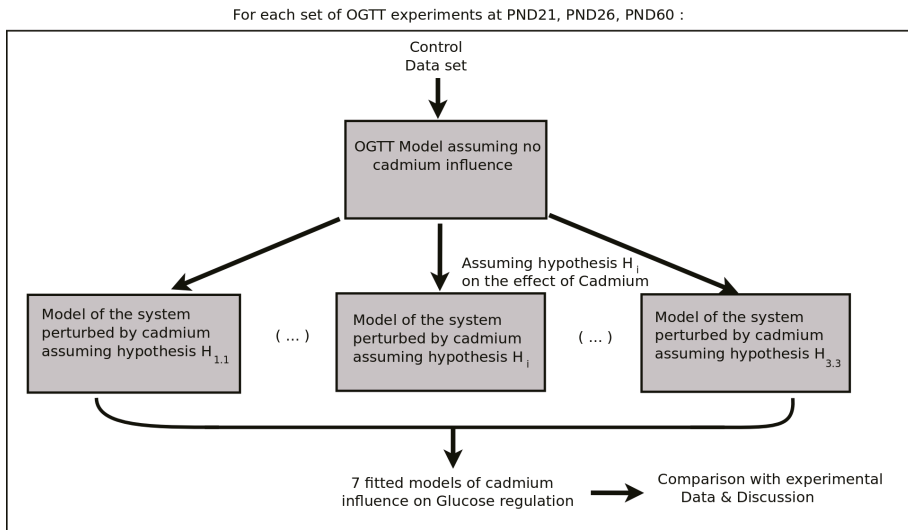 For each set of OGTT experiments at PND21, PND26, PND60 :
Control
Data set
OGTT Model assuming no
cadmium influence
Assuming hypothesis H i
on the effect of Cadmium
Model of the system
perturbed by cadmium
assuming hypothesis H 1.1
( ... )
Model of the system
perturbed by cadmium
assuming hypothesis H i
( ... )
Model of the system
perturbed by cadmium
assuming hypothesis H 3.3
7 fitted models of cadmium
influence on Glucose regulation
Comparison with experimental
Data & Discussion